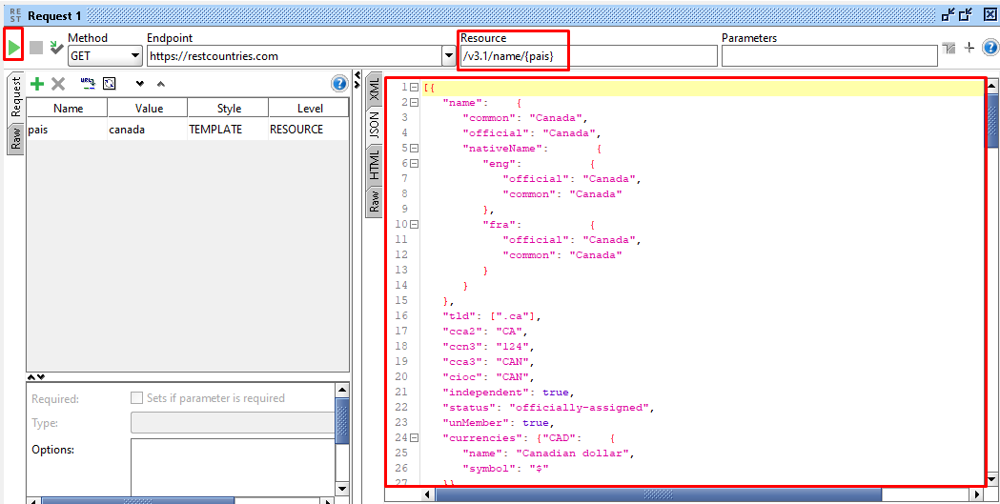 RE
ST
Request 1
Method
Endpoint
Resource
Parameters
GET
https://restcountries.com
/v3.1/name/{pais}
Request
Raw
Name Value Style Level
pais canada TEMPLATE RESOURCE
Required: Sets if parameter is required
Type:
Options:
XML
JSON
HTML
Raw
1 [{
2 "name": {
3 "common": "Canada",
4 "official": "Canada",
5 "nativeName": {
6 "eng": {
7 "official": "Canada",
8 "common": "Canada"
9 },
10 "fra": {
11 "official": "Canada",
12 "common": "Canada"
13 }
14 }
15 },
16 "tld": [".ca"],
17 "cca2": "CA",
18 "ccn3": "124",
19 "cca3": "CAN",
20 "cioc": "CAN",
21 "independent": true,
22 "status": "officially-assigned",
23 "unMember": true,
24 "currencies": {"CAD": {
25 "name": "Canadian dollar",
26 "symbol": "$"
27 }}